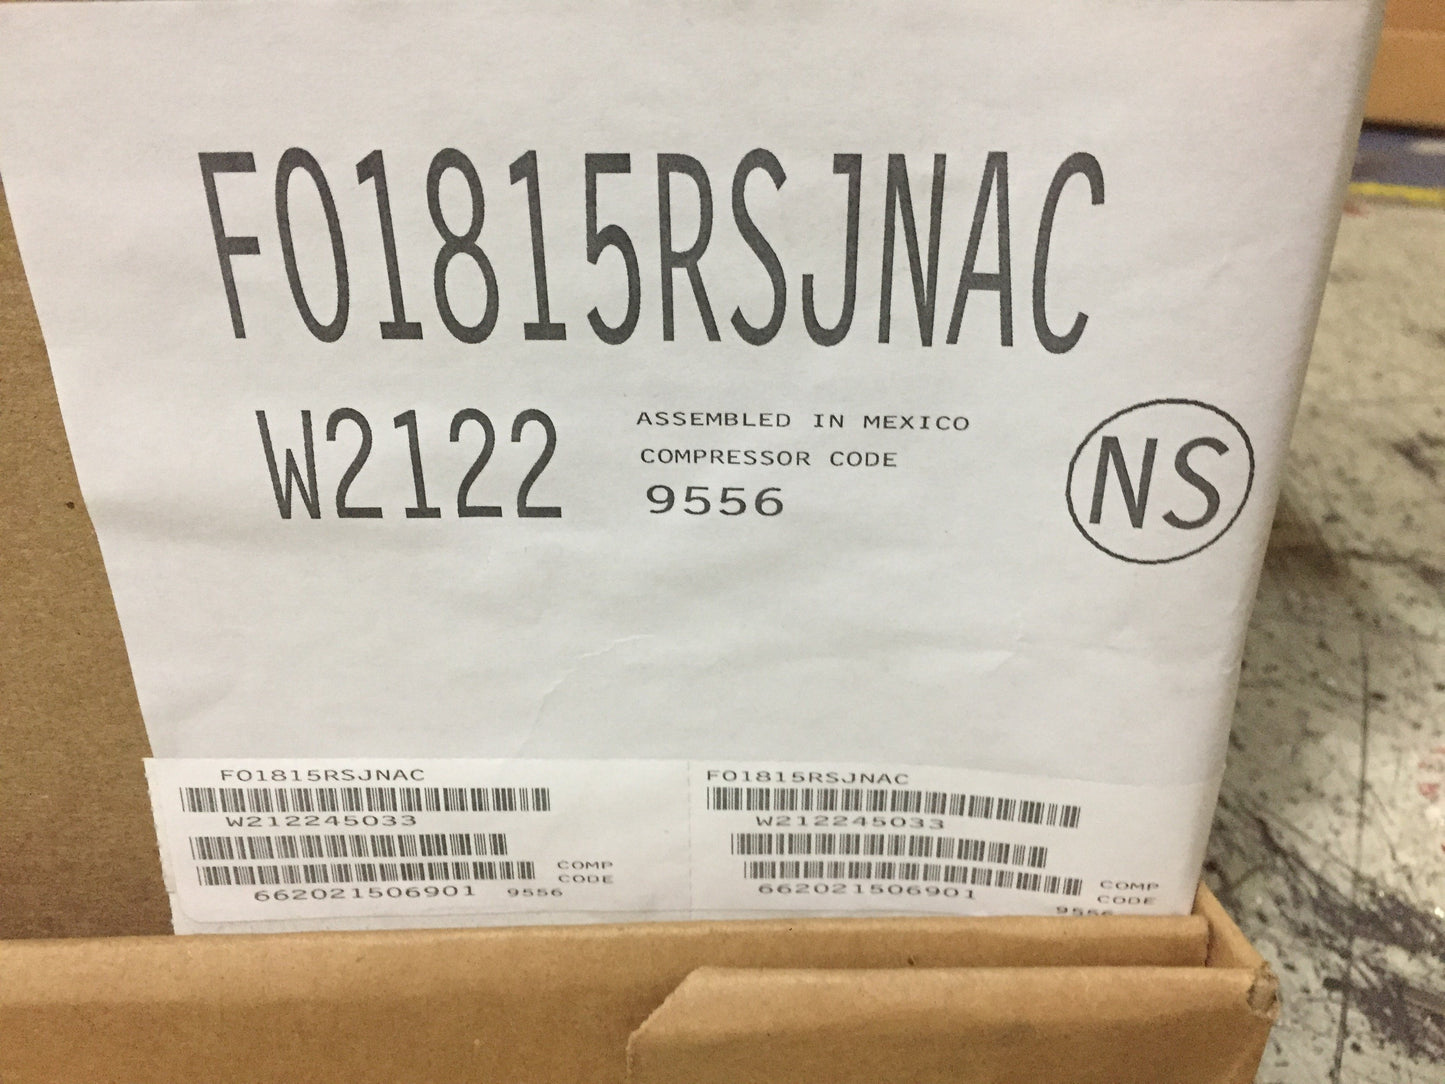 FO1815RSJNAC
W2122
ASSEMBLED IN MEXICO
COMPRESSOR CODE
9556
NS
FO1815RSJNAC
W212245033
COMP
CODE
662021506901 9556
FO1815RSJNAC
W212245033
COMP
CODE
662021506901
9556